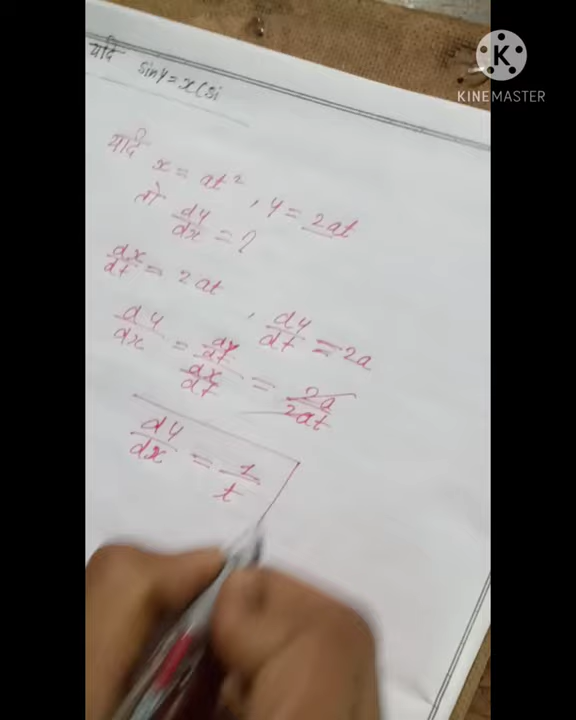 K
KINEMASTER
यदि sin y = x (si
यदि x = at², y = 2at
तो dy/dx = ?
dx/dt = 2at, dy/dt = 2a
dy/dx = dy/dt / dx/dt = 2a/2at
dy/dx = 1/t